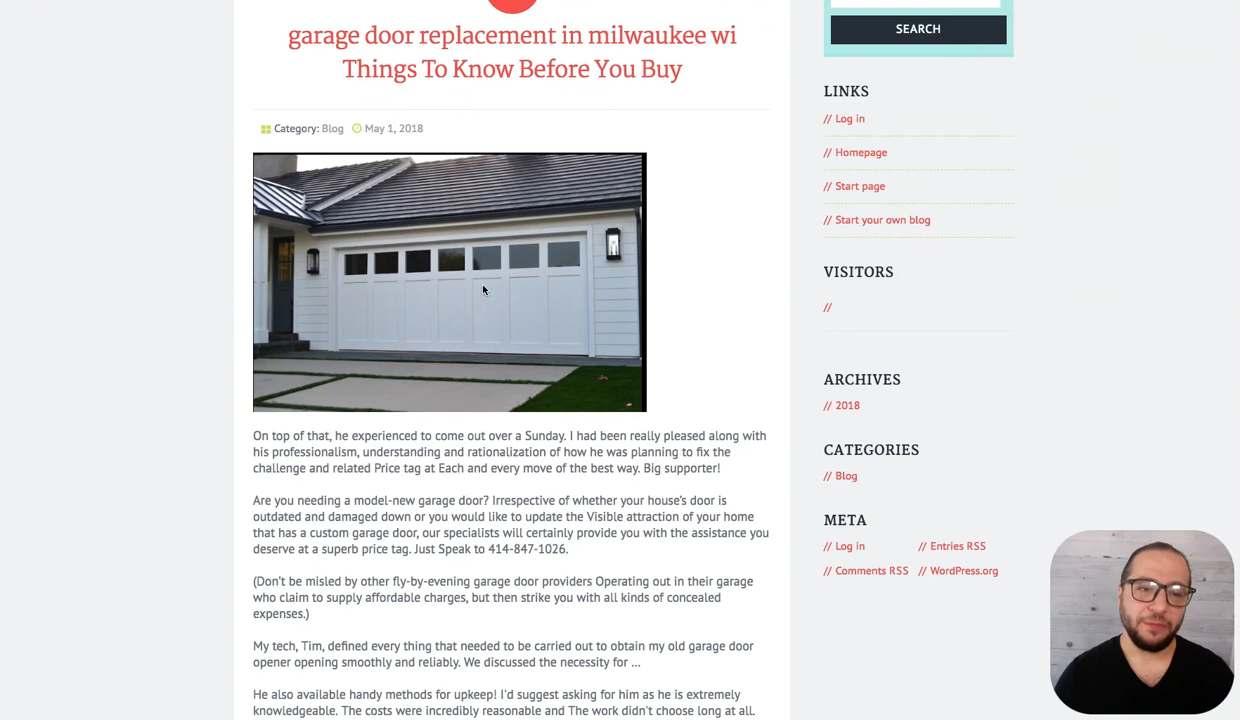 garage door replacement in milwaukee wi
Things To Know Before You Buy
Category: Blog May 1, 2018
On top of that, he experienced to come out over a Sunday. I had been really pleased along with
his professionalism, understanding and rationalization of how he was planning to fix the
challenge and related Price tag at Each and every move of the best way. Big supporter!
Are you needing a model-new garage door? Irrespective of whether your house's door is
outdated and damaged down or you would like to update the Visible attraction of your home
that has a custom garage door, our specialists will certainly provide you with the assistance you
deserve at a superb price tag. Just Speak to 414-847-1026.
(Don't be misled by other fly-by-evening garage door providers Operating out in their garage
who claim to supply affordable charges, but then strike you with all kinds of concealed
expenses.)
My tech, Tim, defined every thing that needed to be carried out to obtain my old garage door
opener opening smoothly and reliably. We discussed the necessity for ...
He also available handy methods for upkeep! I'd suggest asking for him as he is extremely
knowledgeable. The costs were incredibly reasonable and The work didn't choose long at all.
SEARCH
LINKS
// Log in
// Homepage
// Start page
// Start your own blog
VISITORS
//
ARCHIVES
// 2018
CATEGORIES
// Blog
META
// Log in // Entries RSS
// Comments RSS // WordPress.org